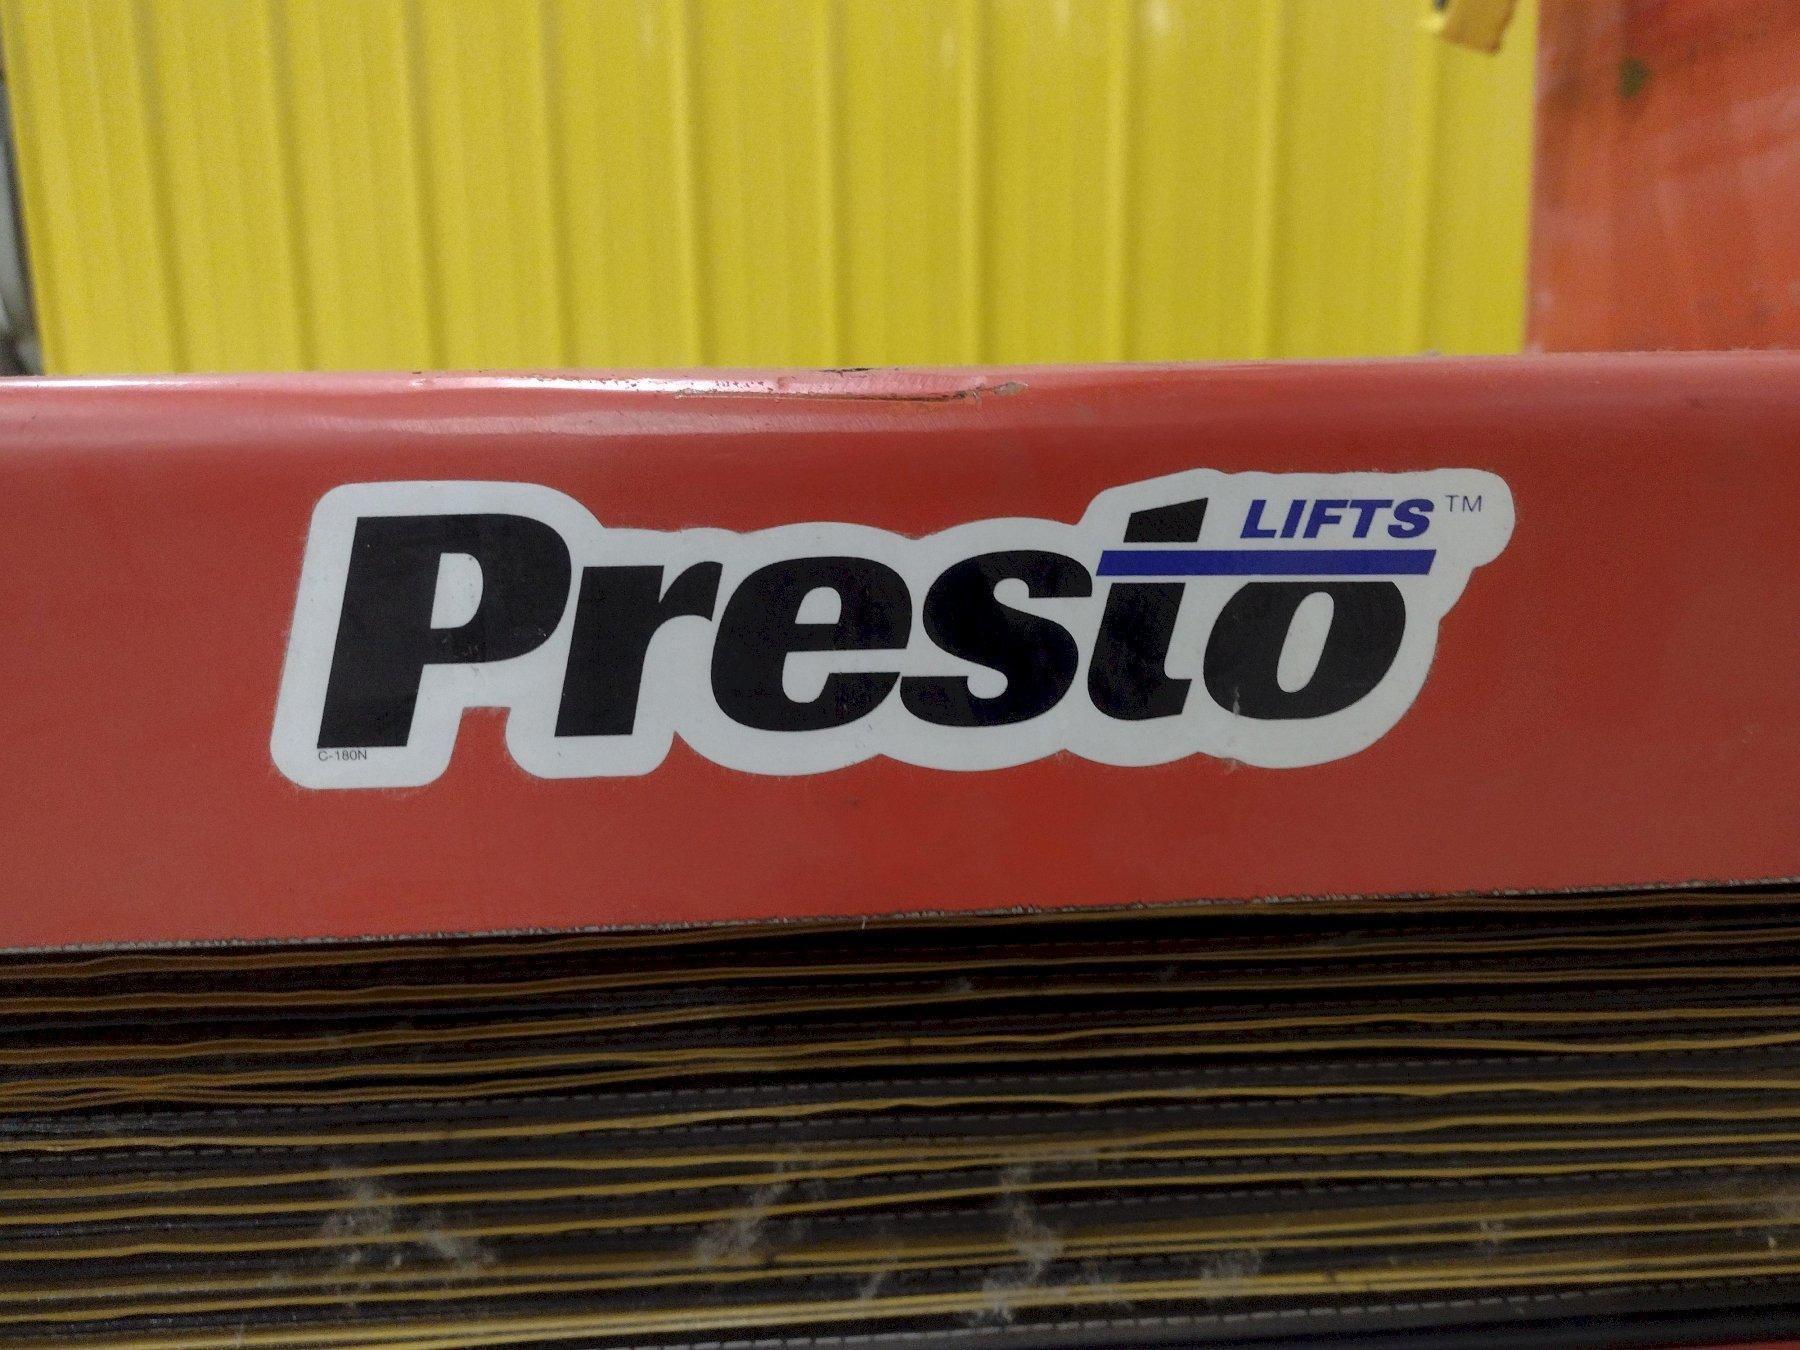 LIFTS™
Presto
C-180N